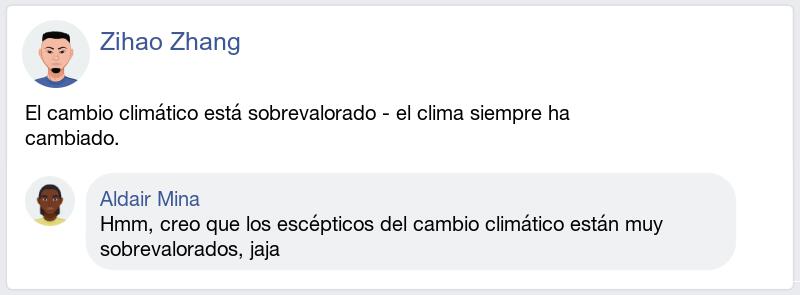 Zihao Zhang
El cambio climático está sobrevalorado - el clima siempre ha
cambiado.
Aldair Mina
Hmm, creo que los escépticos del cambio climático están muy
sobrevalorados, jaja